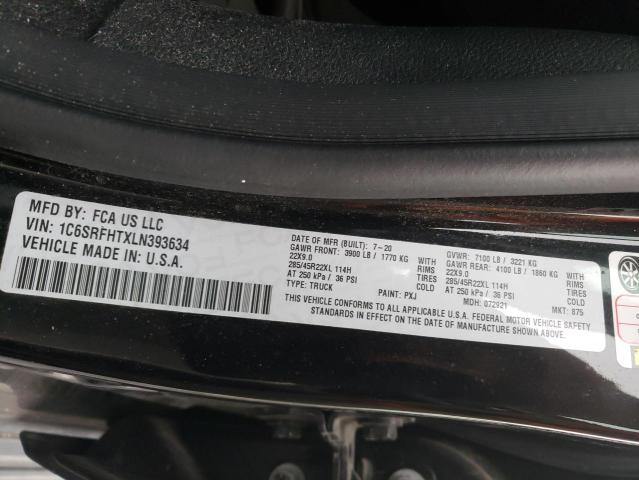 MFD BY: FCA US LLC
VIN: 1C6SRFHTXLN393634
VEHICLE MADE IN U.S.A.
DATE OF MFR (BUILT): 7-20
GAWR FRONT: 3900 LB / 1770 KG
22X9.0 RIMS
285/45R22XL 114H TIRES
AT 250 kPa / 36 PSI COLD
TYPE: TRUCK PAINT: PXJ
GVWR: 7100 LB / 3221 KG
GAWR REAR: 4100 LB / 1860 KG
22X9.0 RIMS
285/45R22XL 114H TIRES
AT 250 kPa / 36 PSI COLD
MDH: 072921 MKT: 875
THIS VEHICLE CONFORMS TO ALL APPLICABLE U.S.A. FEDERAL MOTOR VEHICLE SAFETY
STANDARDS IN EFFECT ON THE DATE OF MANUFACTURE SHOWN ABOVE.